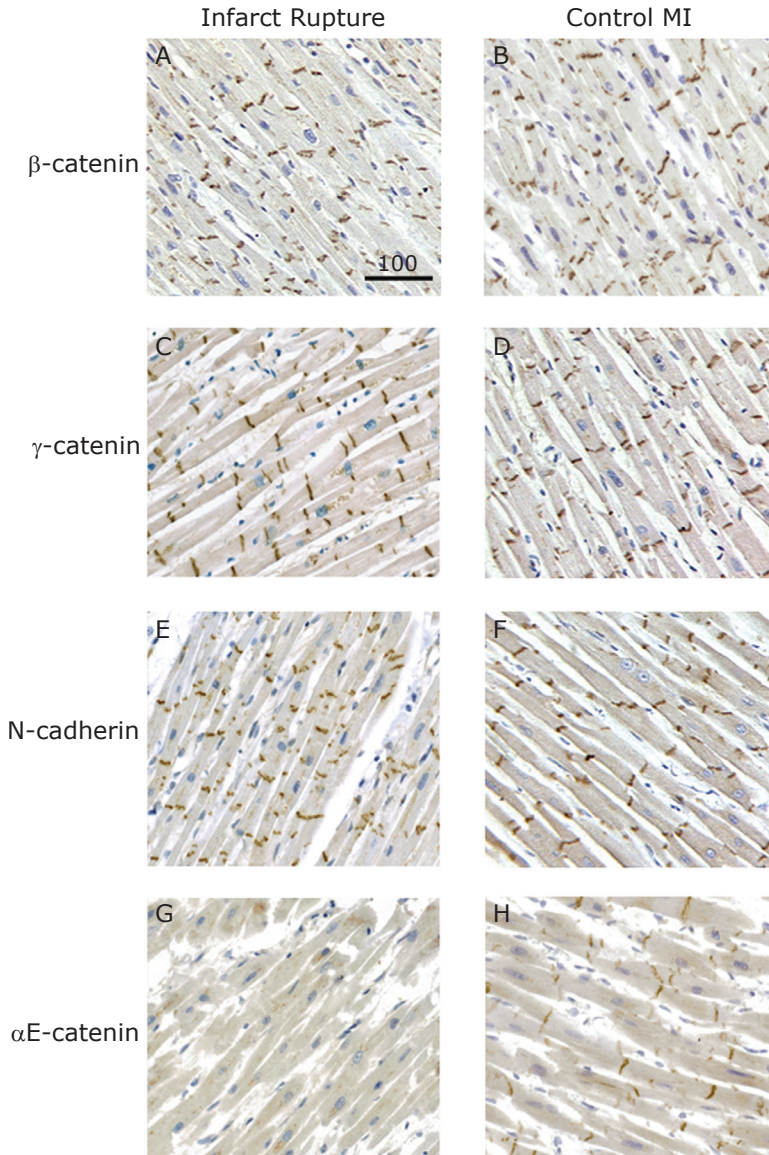 Infarct Rupture Control MI
A B
β-catenin
100
C D
γ-catenin
E F
N-cadherin
G H
αE-catenin